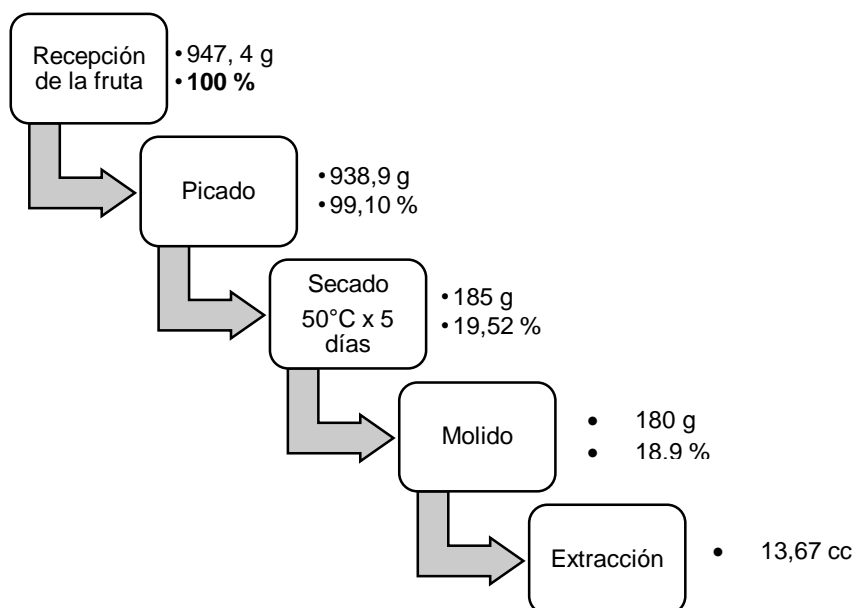 Recepción
de la fruta
•947, 4 g
•100 %
Picado
•938,9 g
•99,10 %
Secado
50°C x 5
días
•185 g
•19,52 %
Molido
• 180 g
• 18.9 %
Extracción
• 13,67 cc